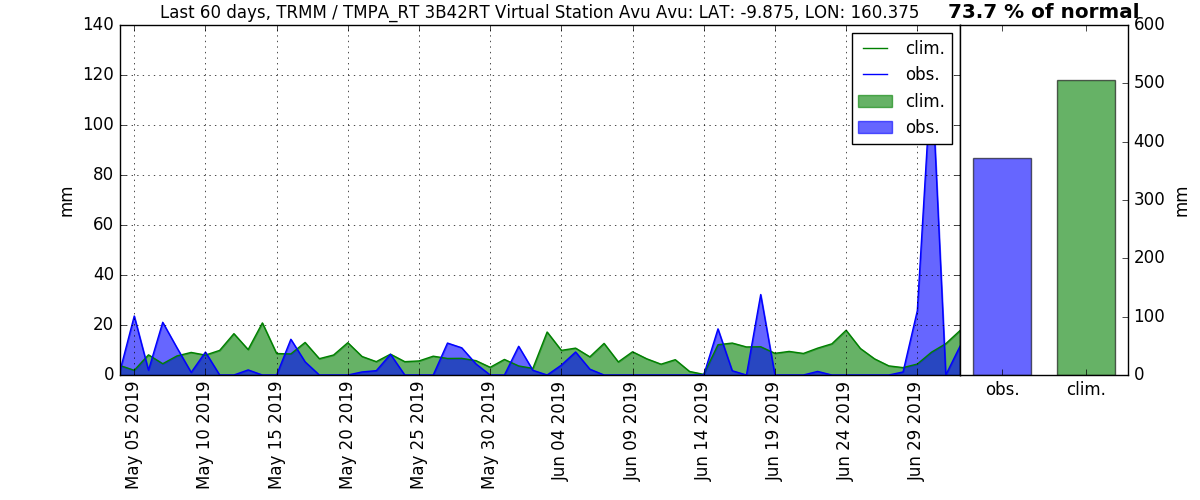 Last 60 days, TRMM / TMPA_RT 3B42RT Virtual Station Avu Avu: LAT: -9.875, LON: 160.375
73.7 % of normal
140
120
100
80
60
40
20
0
mm
clim.
obs.
clim.
obs.
May 05 2019
May 10 2019
May 15 2019
May 20 2019
May 25 2019
May 30 2019
Jun 04 2019
Jun 09 2019
Jun 14 2019
Jun 19 2019
Jun 24 2019
Jun 29 2019
600
500
400
300
200
100
0
mm
obs.
clim.